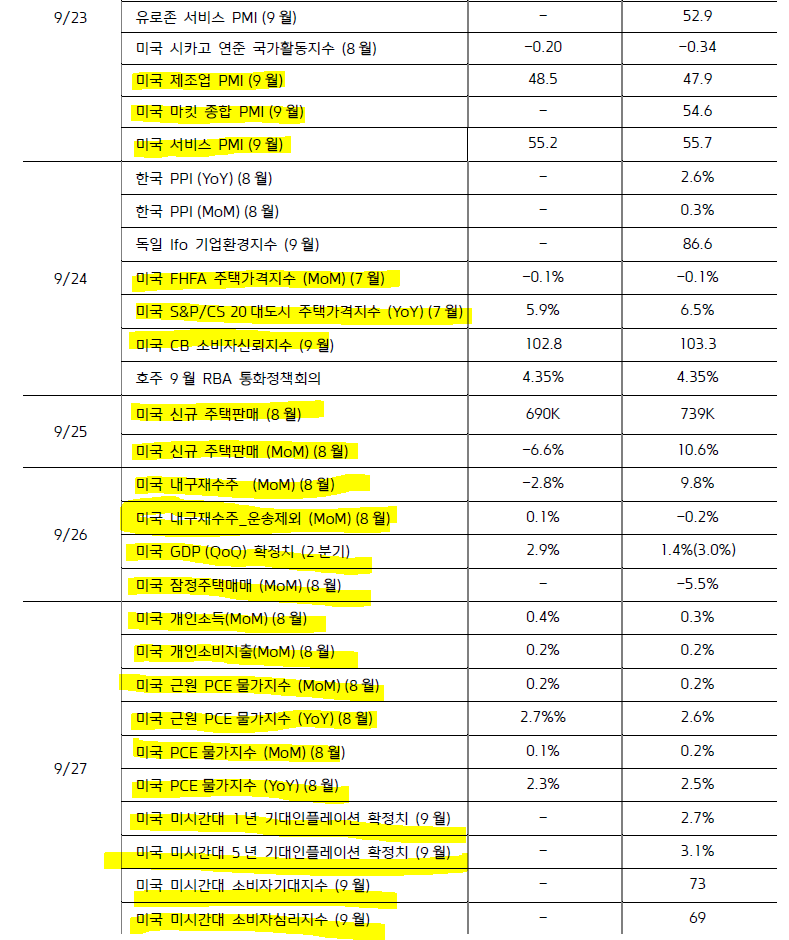 9/23
유로존 서비스 PMI (9월) – 52.9
미국 시카고 연준 국가활동지수 (8월) -0.20 -0.34
미국 제조업 PMI (9월) 48.5 47.9
미국 마킷 종합 PMI (9월) – 54.6
미국 서비스 PMI (9월) 55.2 55.7
9/24
한국 PPI (YoY) (8월) – 2.6%
한국 PPI (MoM) (8월) – 0.3%
독일 Ifo 기업환경지수 (9월) – 86.6
미국 FHFA 주택가격지수 (MoM) (7월) -0.1% -0.1%
미국 S&P/CS 20대도시 주택가격지수 (YoY) (7월) 5.9% 6.5%
미국 CB 소비자신뢰지수 (9월) 102.8 103.3
호주 9월 RBA 통화정책회의 4.35% 4.35%
9/25
미국 신규 주택판매 (8월) 690K 739K
미국 신규 주택판매 (MoM) (8월) -6.6% 10.6%
9/26
미국 내구재수주 (MoM) (8월) -2.8% 9.8%
미국 내구재수주_운송제외 (MoM) (8월) 0.1% -0.2%
미국 GDP (QoQ) 확정치 (2분기) 2.9% 1.4%(3.0%)
미국 잠정주택매매 (MoM) (8월) – -5.5%
9/27
미국 개인소득(MoM) (8월) 0.4% 0.3%
미국 개인소비지출(MoM) (8월) 0.2% 0.2%
미국 근원 PCE 물가지수 (MoM) (8월) 0.2% 0.2%
미국 근원 PCE 물가지수 (YoY) (8월) 2.7%% 2.6%
미국 PCE 물가지수 (MoM) (8월) 0.1% 0.2%
미국 PCE 물가지수 (YoY) (8월) 2.3% 2.5%
미국 미시간대 1년 기대인플레이션 확정치 (9월) – 2.7%
미국 미시간대 5년 기대인플레이션 확정치 (9월) – 3.1%
미국 미시간대 소비자기대지수 (9월) – 73
미국 미시간대 소비자심리지수 (9월) – 69